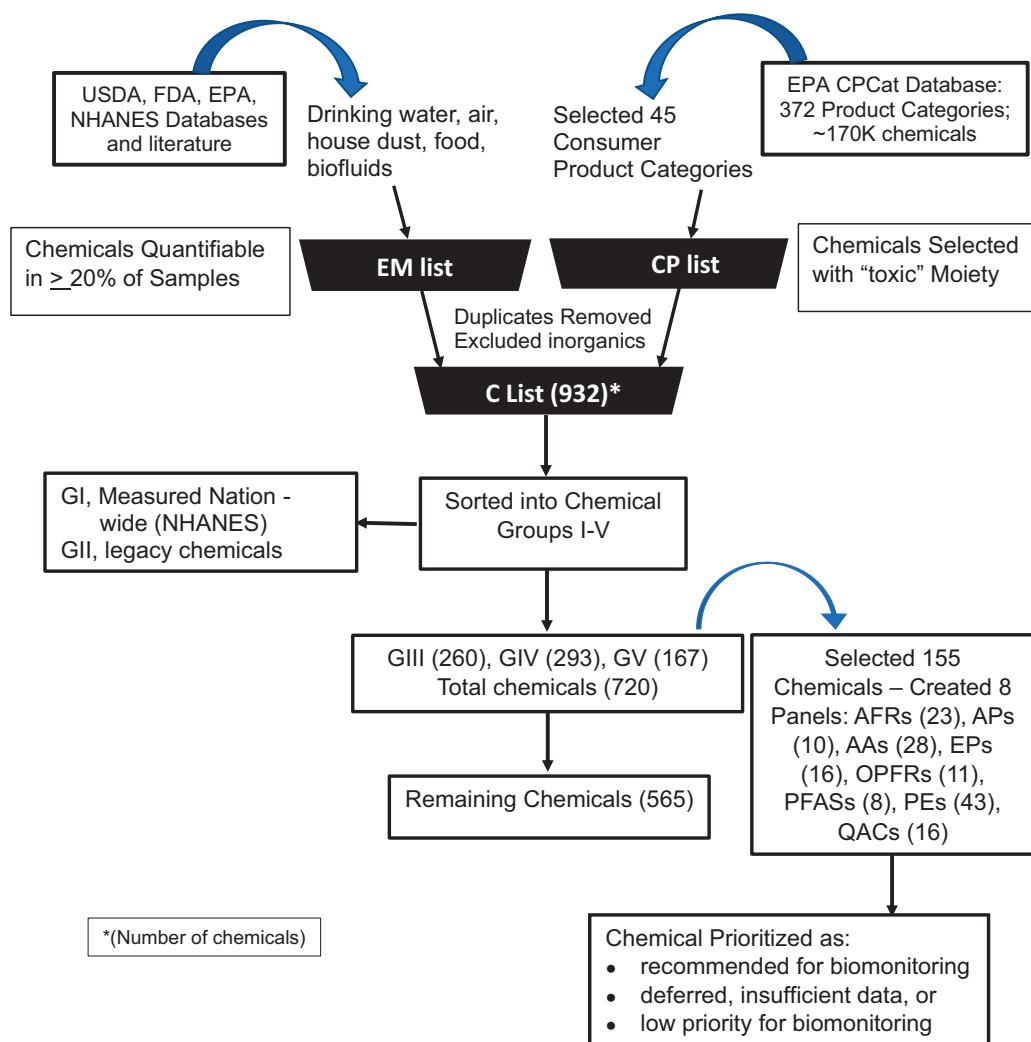 USDA, FDA, EPA,
NHANES Databases
and literature
Drinking water, air,
house dust, food,
biofluids
Selected 45
Consumer
Product Categories
EPA CPCat Database:
372 Product Categories;
~170K chemicals
Chemicals Quantifiable
in > 20% of Samples
EM list
CP list
Chemicals Selected
with “toxic” Moiety
Duplicates Removed
Excluded inorganics
C List (932)*
GI, Measured Nation -
wide (NHANES)
GII, legacy chemicals
Sorted into Chemical
Groups I-V
GIII (260), GIV (293), GV (167)
Total chemicals (720)
Selected 155
Chemicals – Created 8
Panels: AFRs (23), APs
(10), AAs (28), EPs
(16), OPFRs (11),
PFASs (8), PEs (43),
QACs (16)
Remaining Chemicals (565)
*(Number of chemicals)
Chemical Prioritized as:
• recommended for biomonitoring
• deferred, insufficient data, or
• low priority for biomonitoring